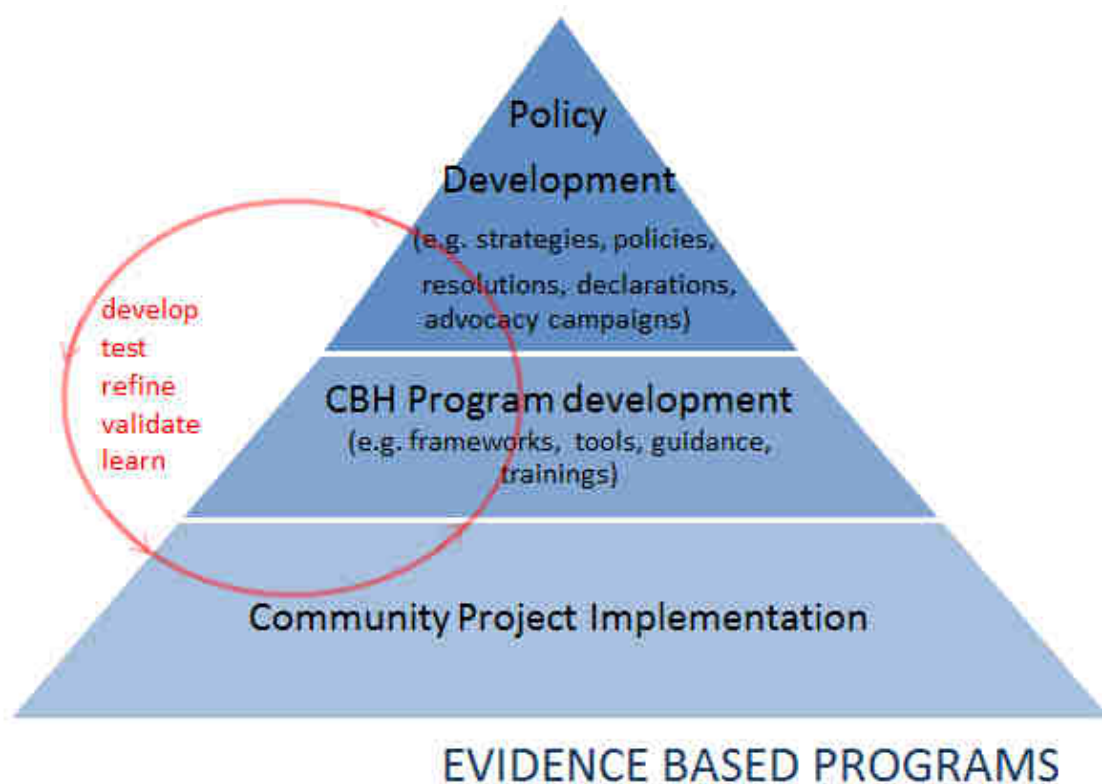 Policy
Development
(e.g. strategies, policies,
resolutions, declarations,
advocacy campaigns)
develop
test
refine
validate
learn
CBH Program development
(e.g. frameworks, tools, guidance,
trainings)
Community Project Implementation
EVIDENCE BASED PROGRAMS